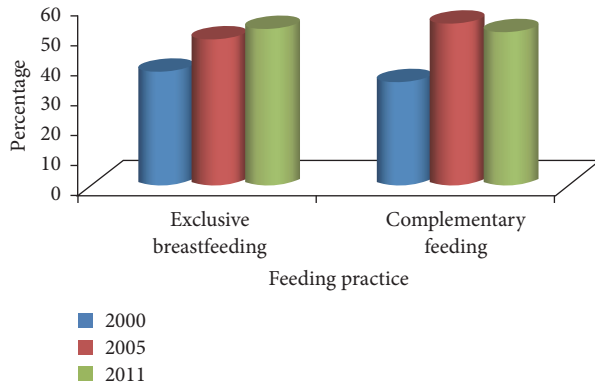 Percentage
60
50
40
30
20
10
0
Exclusive
breastfeeding
Complementary
feeding
Feeding practice
2000
2005
2011